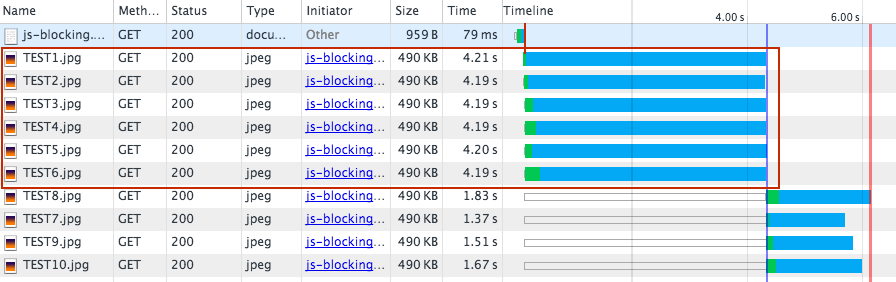 Name Meth... Status Type Initiator Size Time Timeline
4.00 s 6.00 s
js-blocking.... GET 200 docu... Other 959 B 79 ms
TEST1.jpg GET 200 jpeg js-blocking... 490 KB 4.21 s
TEST2.jpg GET 200 jpeg js-blocking... 490 KB 4.19 s
TEST3.jpg GET 200 jpeg js-blocking... 490 KB 4.19 s
TEST4.jpg GET 200 jpeg js-blocking... 490 KB 4.19 s
TEST5.jpg GET 200 jpeg js-blocking... 490 KB 4.20 s
TEST6.jpg GET 200 jpeg js-blocking... 490 KB 4.19 s
TEST8.jpg GET 200 jpeg js-blocking... 490 KB 1.83 s
TEST7.jpg GET 200 jpeg js-blocking... 490 KB 1.37 s
TEST9.jpg GET 200 jpeg js-blocking... 490 KB 1.51 s
TEST10.jpg GET 200 jpeg js-blocking... 490 KB 1.67 s